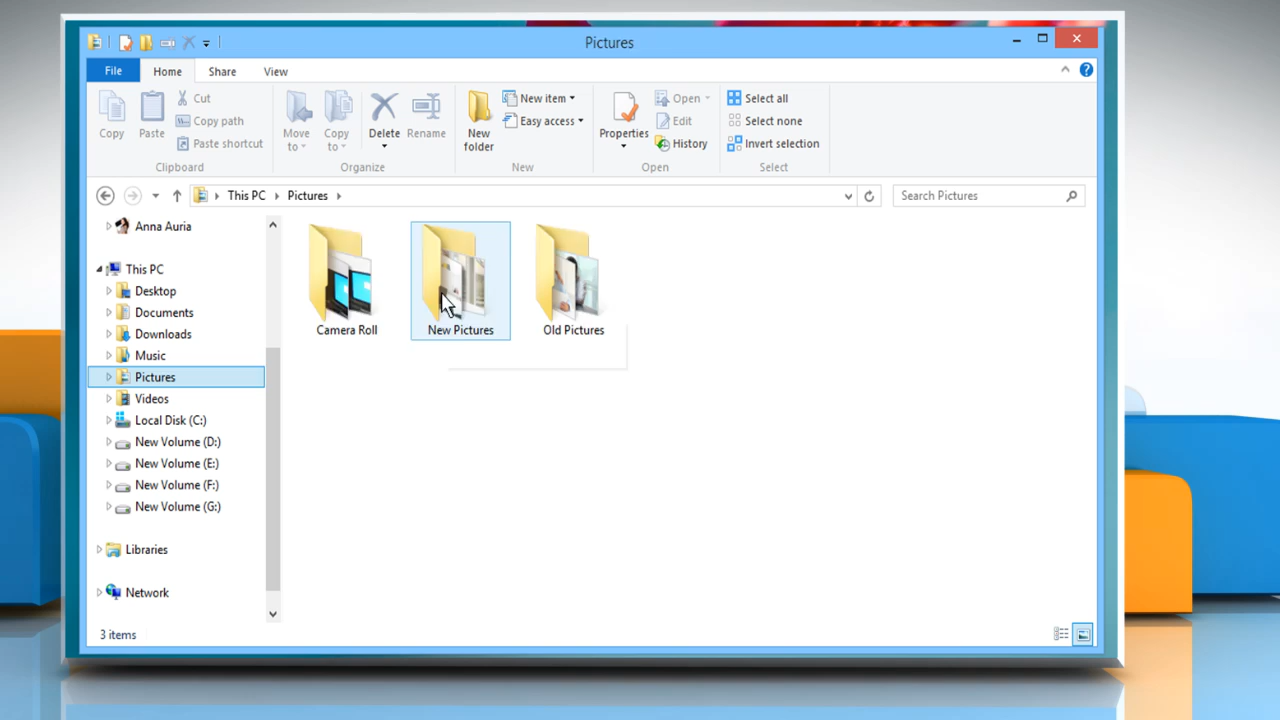 Pictures
File Home Share View
Copy
Paste
Cut
Copy path
Paste shortcut
Clipboard
Move to
Copy to
Delete
Rename
Organize
New folder
New item
Easy access
New
Properties
Open
Edit
History
Open
Select all
Select none
Invert selection
Select
This PC Pictures
Search Pictures
Anna Auria
This PC
Desktop
Documents
Downloads
Music
Pictures
Videos
Local Disk (C:)
New Volume (D:)
New Volume (E:)
New Volume (F:)
New Volume (G:)
Libraries
Network
Camera Roll
New Pictures
Old Pictures
3 items